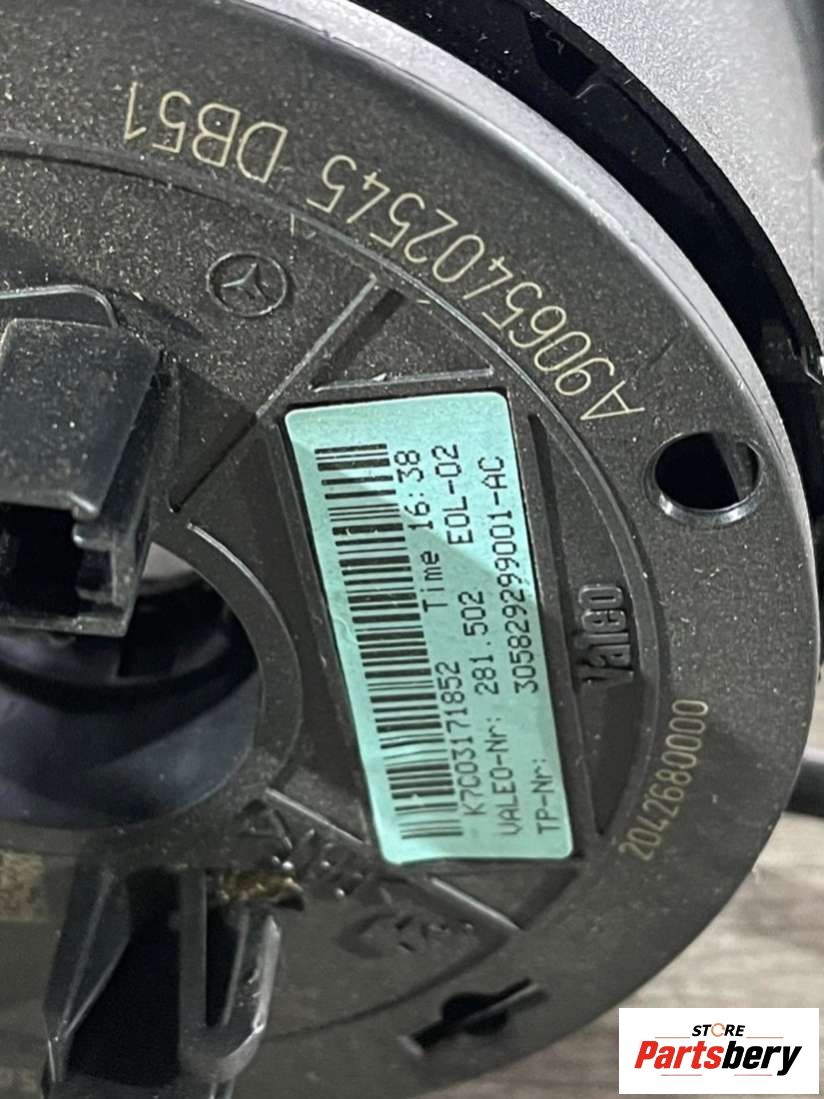 A9065402545 DB51
K7C03171852 Time 16:38
VALEO-Nr: 281.502 EOL-02
TP-Nr: 305829299001-AC
Valeo
2042680000
STORE
Partsbery